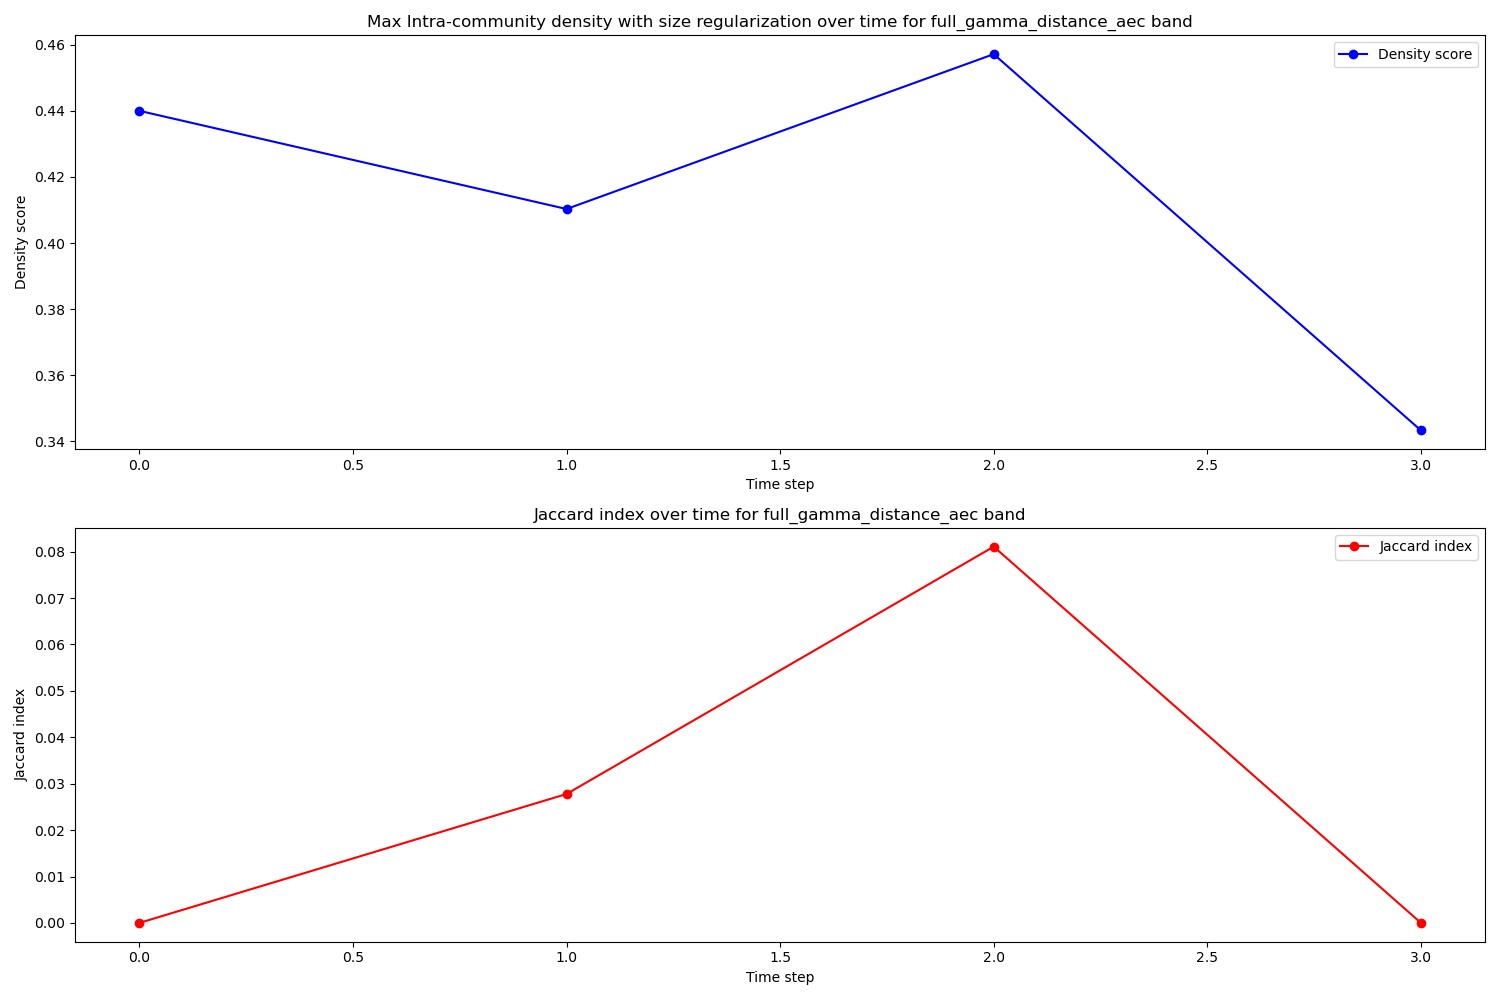 Max Intra-community density with size regularization over time for full_gamma_distance_aec band
Density score
0.46
0.44
0.42
0.40
0.38
0.36
0.34
Density score
0.0 0.5 1.0 1.5 2.0 2.5 3.0
Time step
Jaccard index over time for full_gamma_distance_aec band
Jaccard index
0.08
0.07
0.06
0.05
0.04
0.03
0.02
0.01
0.00
Jaccard index
0.0 0.5 1.0 1.5 2.0 2.5 3.0
Time step